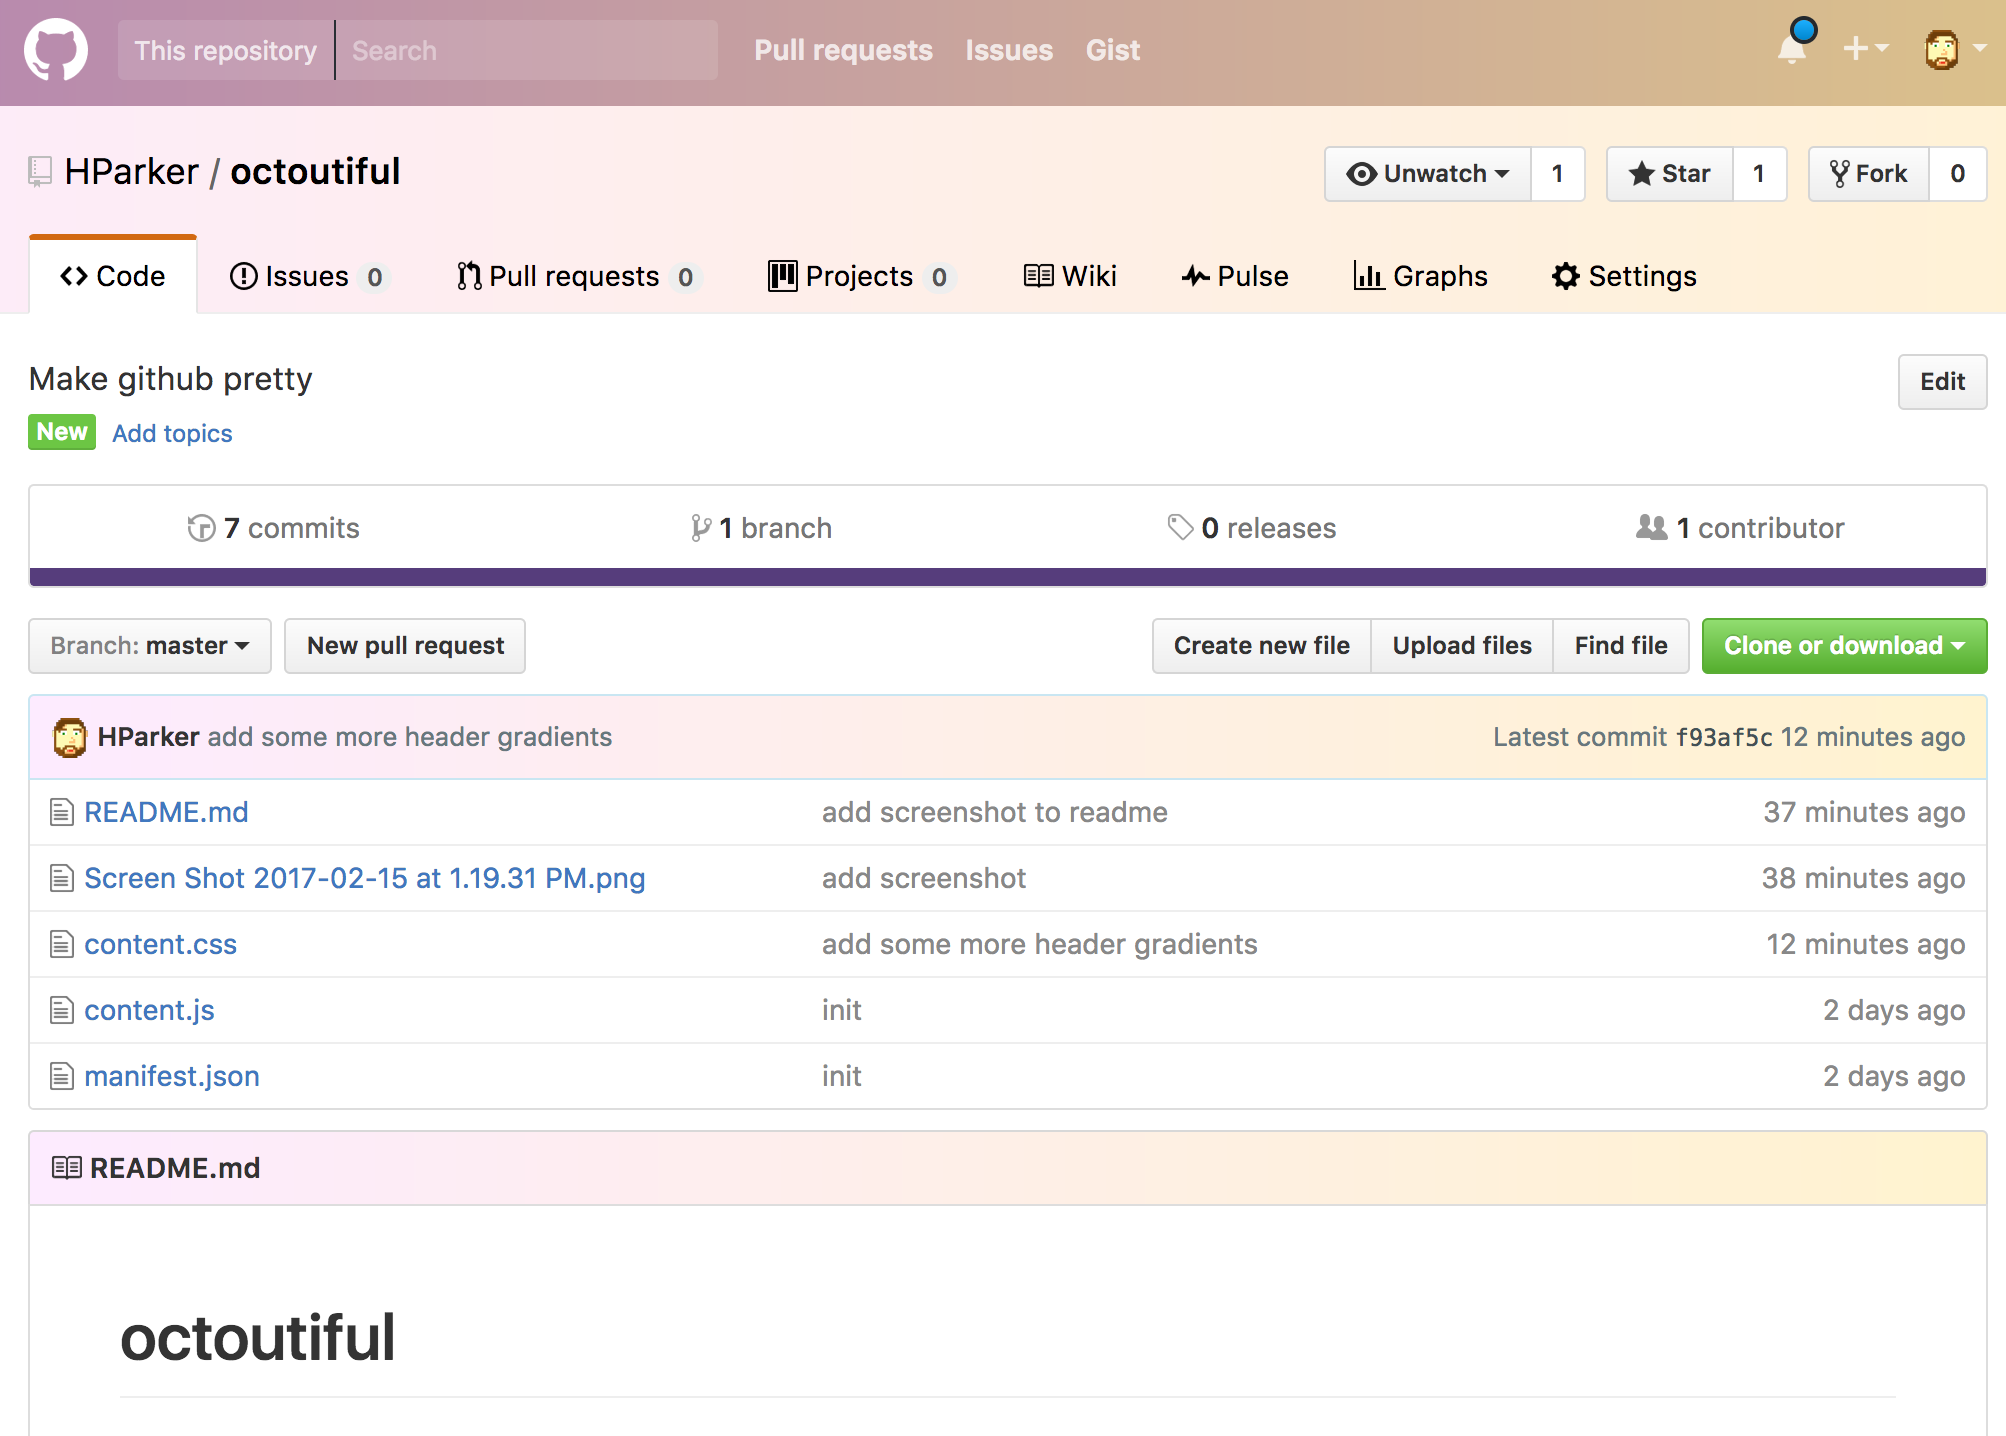 This repository Search Pull requests Issues Gist
HParker / octoutiful Unwatch 1 Star 1 Fork 0
Code Issues 0 Pull requests 0 Projects 0 Wiki Pulse Graphs Settings
Make github pretty Edit
New Add topics
7 commits 1 branch 0 releases 1 contributor
Branch: master New pull request Create new file Upload files Find file Clone or download
HParker add some more header gradients Latest commit f93af5c 12 minutes ago
README.md add screenshot to readme 37 minutes ago
Screen Shot 2017-02-15 at 1.19.31 PM.png add screenshot 38 minutes ago
content.css add some more header gradients 12 minutes ago
content.js init 2 days ago
manifest.json init 2 days ago
README.md
octoutiful